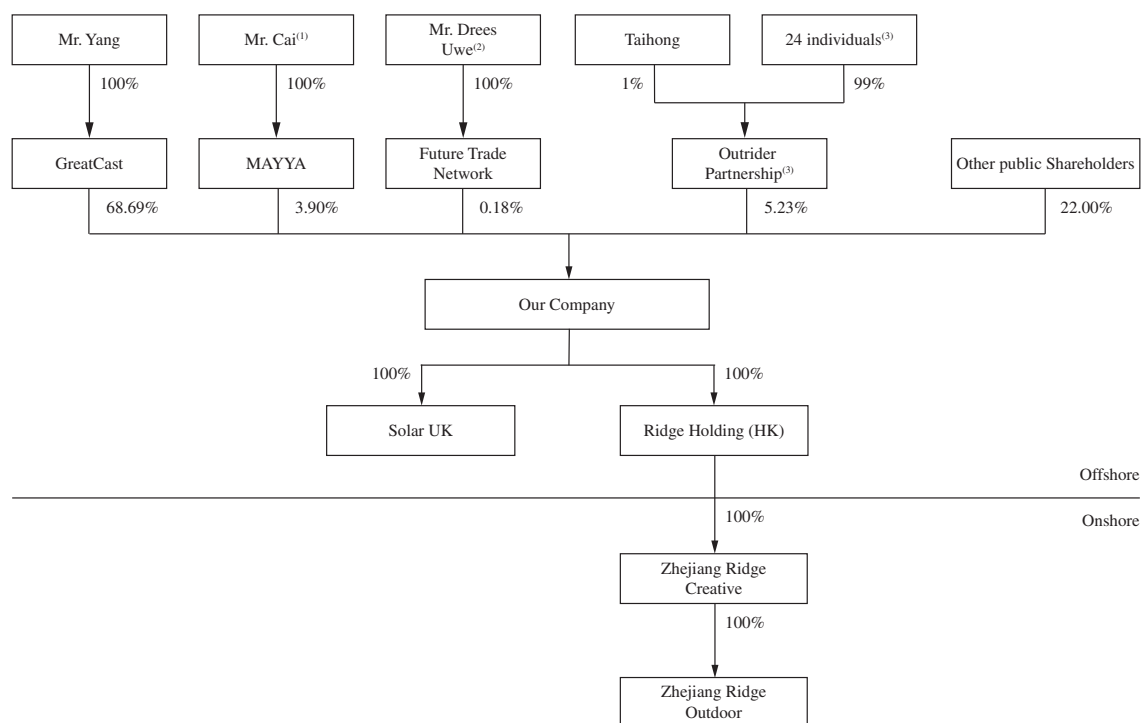 Mr. Yang
Mr. Cai(1)
Mr. Drees
Uwe(2)
Taihong
24 individuals(3)
100%
100%
100%
1%
99%
GreatCast
MAYYA
Future Trade
Network
Outrider
Partnership(3)
Other public Shareholders
68.69%
3.90%
0.18%
5.23%
22.00%
Our Company
100%
100%
Solar UK
Ridge Holding (HK)
Offshore
Onshore
100%
Zhejiang Ridge
Creative
100%
Zhejiang Ridge
Outdoor